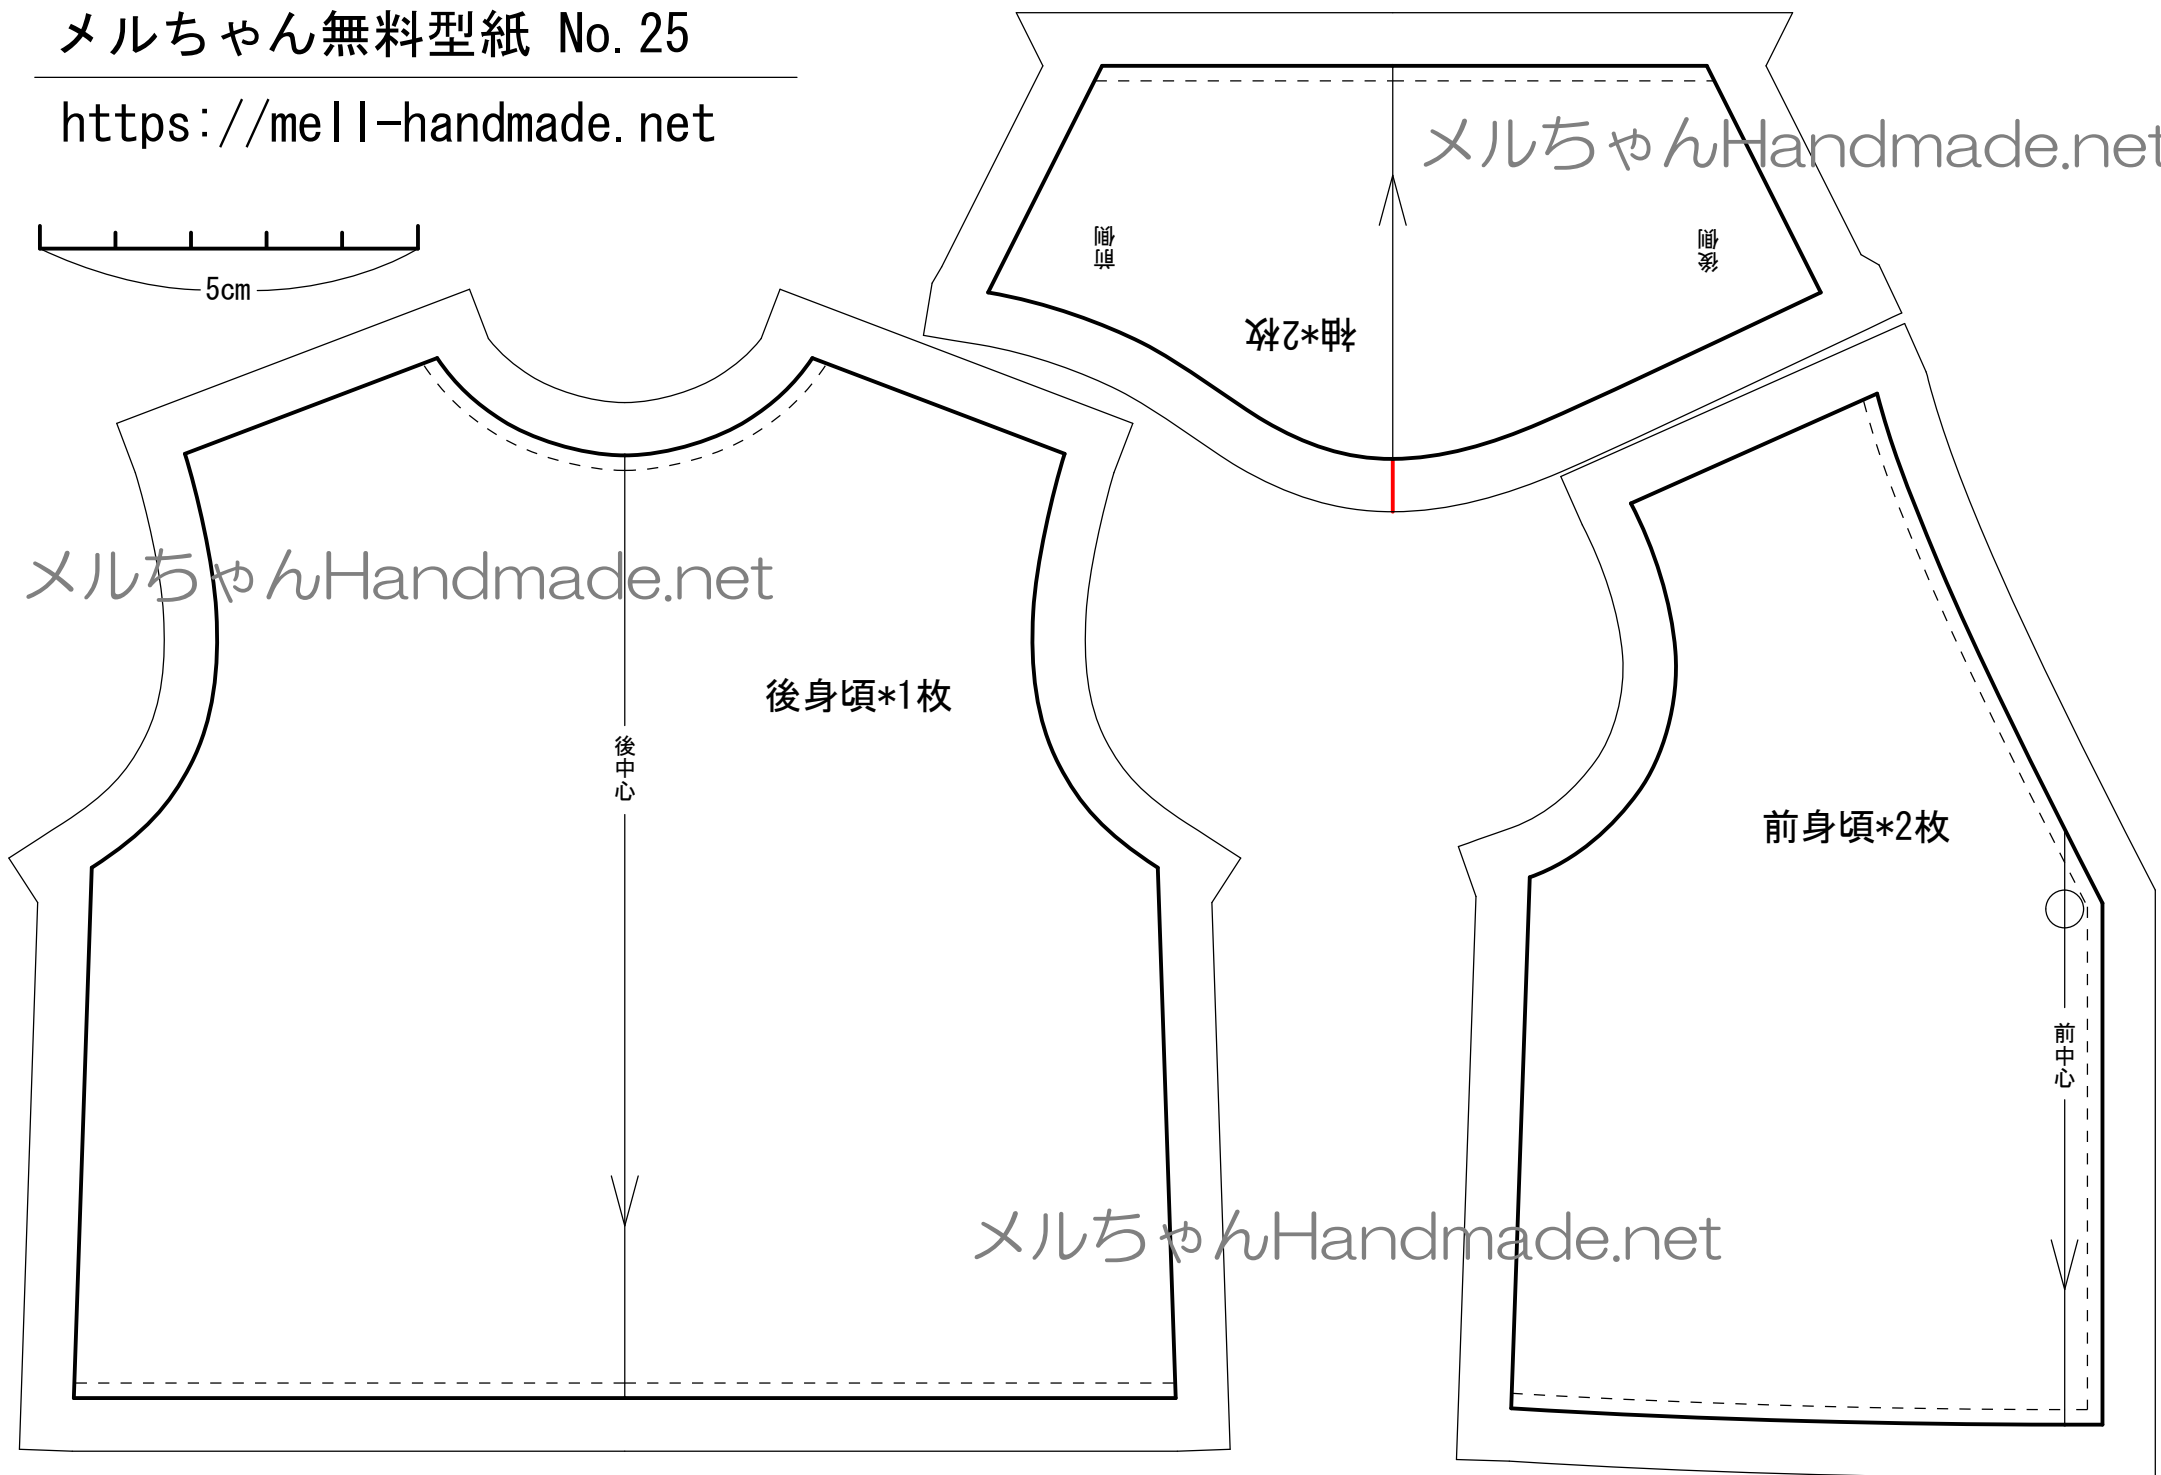 メルちゃん無料型紙 No.25
https://mell-handmade.net
5cm
メルちゃんHandmade.net
前側
後側
袖*2枚
メルちゃんHandmade.net
後身頃*1枚
後中心
前身頃*2枚
前中心
メルちゃんHandmade.net